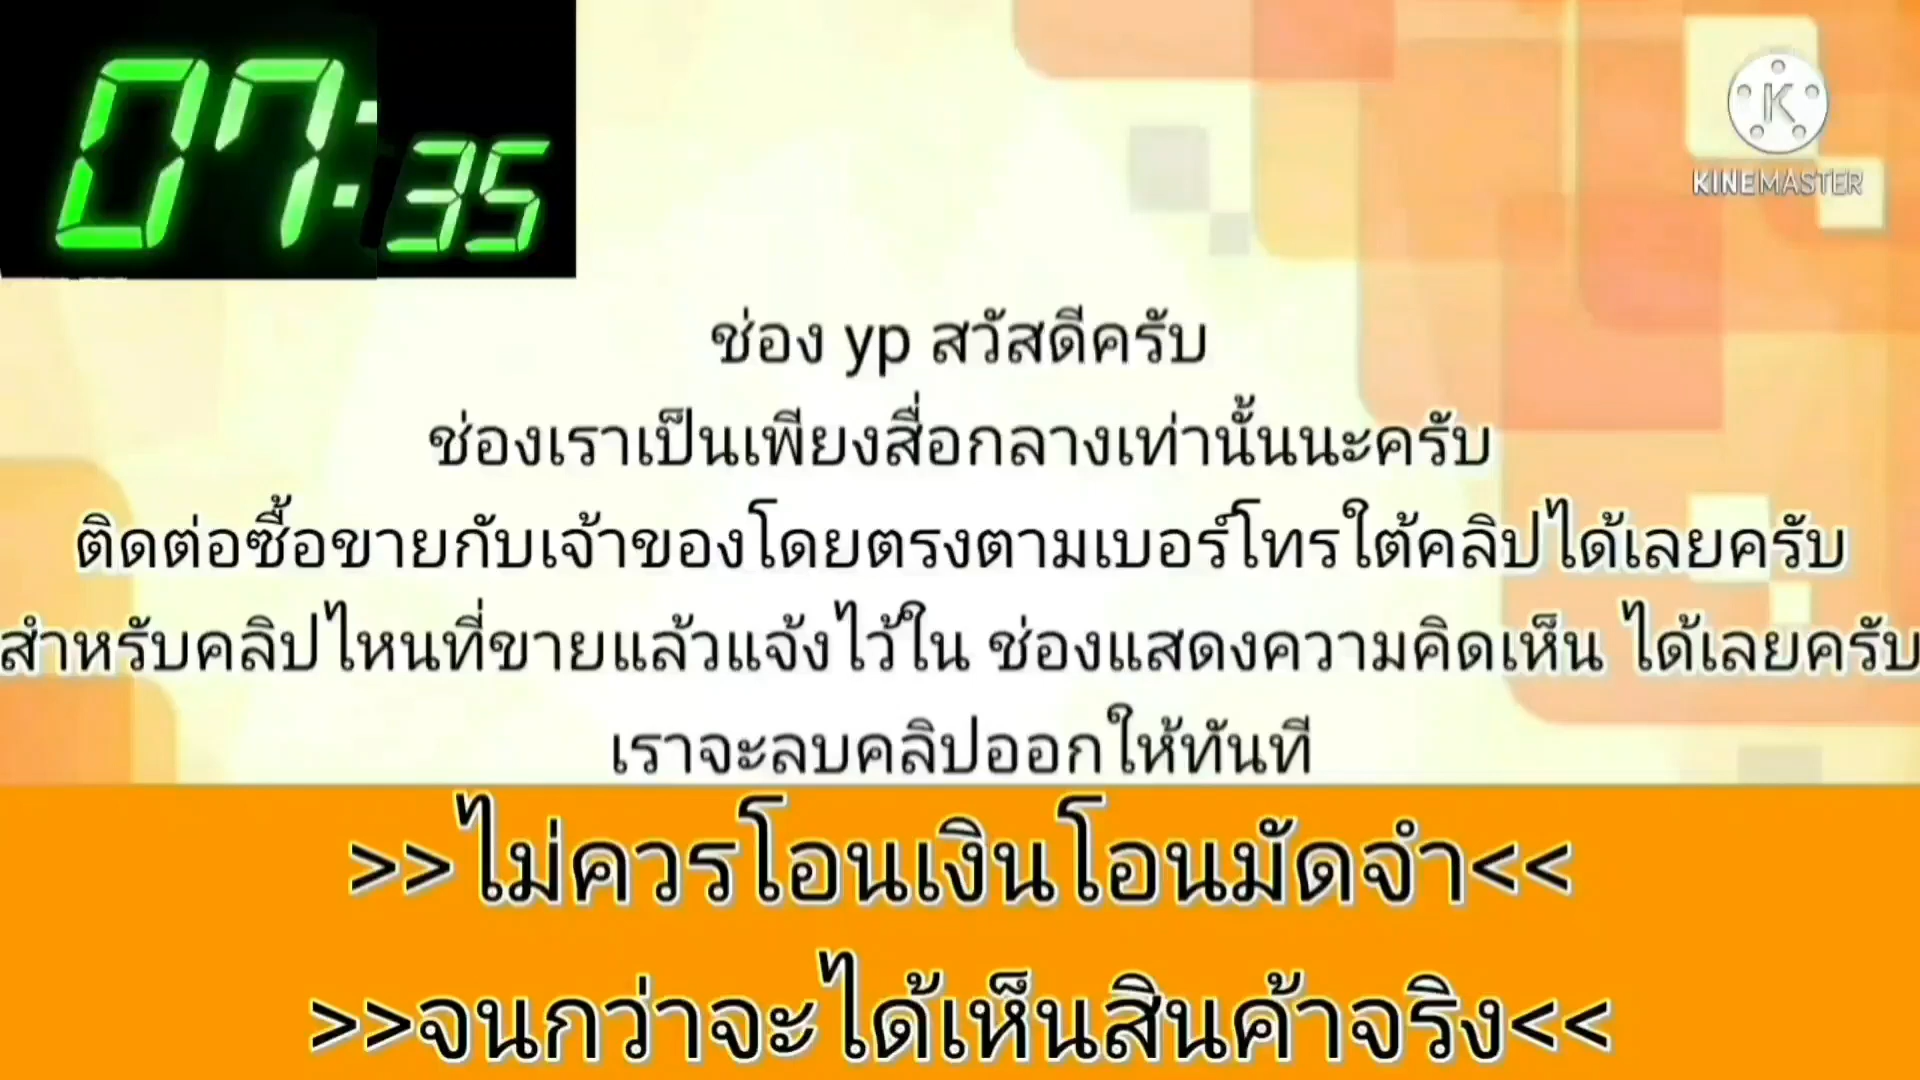 07:35
KINEMASTER
ช่อง yp สวัสดีครับ
ช่องเราเป็นเพียงสื่อกลางเท่านั้นนะครับ
ติดต่อซื้อขายกับเจ้าของโดยตรงตามเบอร์โทรใต้คลิปได้เลยครับ
สำหรับคลิปไหนที่ขายแล้วแจ้งไว้ใน ช่องแสดงความคิดเห็น ได้เลยครับ
เราจะลบคลิปออกให้ทันที
>>ไม่ควรโอนเงินโอนมัดจำ<<
>>จนกว่าจะได้เห็นสินค้าจริง<<